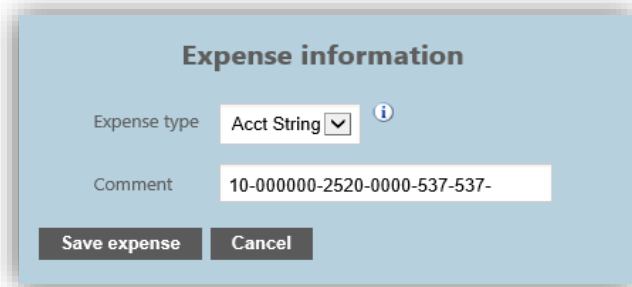 Expense information
Expense type Acct String
Comment 10-000000-2520-0000-537-537-
Save expense Cancel